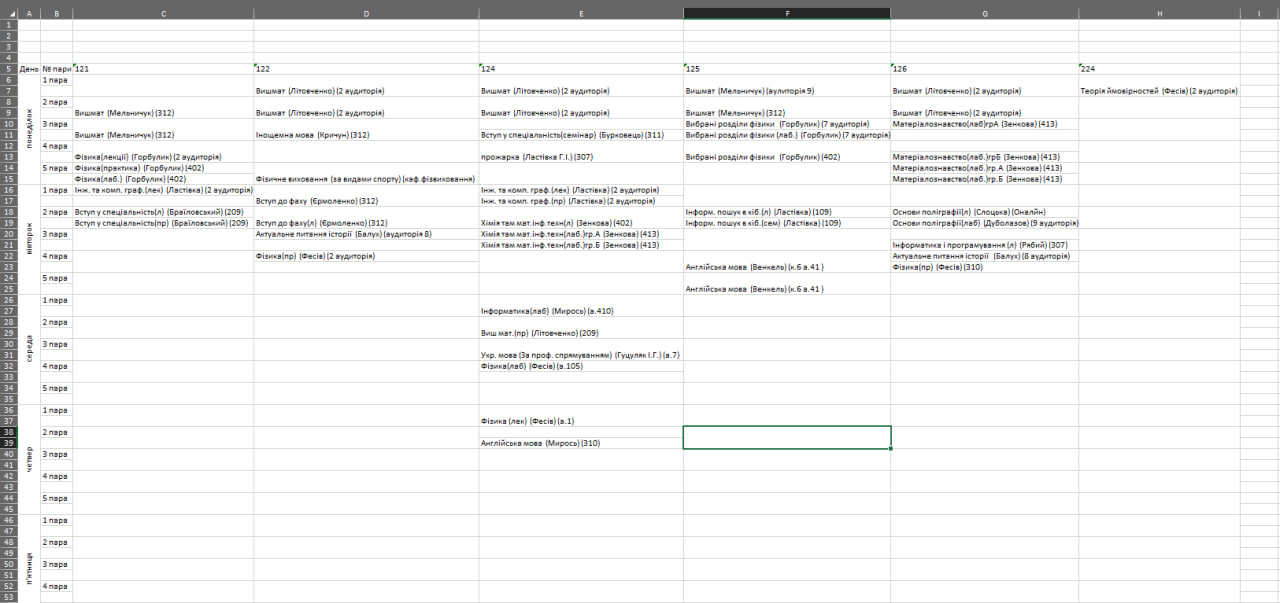 A B C D E F G H I
1
2
3
4
5 День № пари 121 122 124 125 126 224
6 понеділок 1 пара
7 Вишмат (Літовченко) (2 аудиторія) Вишмат (Літовченко) (2 аудиторія) Вишмат (Мельничук) (аулиторія 9) Вишмат (Літовченко) (2 аудиторія) Теорія ймовірностей (Фесів) (2 аудиторія)
8 2 пара
9 Вишмат (Мельничук) (312) Вишмат (Літовченко) (2 аудиторія) Вишмат (Літовченко) (2 аудиторія) Вишмат (Мельничук) (312) Вишмат (Літовченко) (2 аудиторія)
10 3 пара Вибрані розділи фізики (Горбулик) (7 аудиторія) Матеріалознавство(лаб)грА (Зенкова) (413)
11 Вишмат (Мельничук) (312) Інощемна мова (Кричун) (312) Вступ у спеціальність(семінар) (Бурковець) (311) Вибрані розділи фізики (лаб.) (Горбулик) (7 аудиторія)
12 4 пара
13 Фізика(лекції) (Горбулик) (2 аудиторія) прожарка (Ластівка Г.І.) (307) Вибрані розділи фізики (Горбулик) (402) Матеріалознавство(лаб.)грБ (Зенкова) (413)
14 5 пара Фізика(практика) (Горбулик) (402) Матеріалознавство(лаб.)гр.А (Зенкова) (413)
15 Фізика(лаб.) (Горбулик) (402) Фізичне виховання (за видами спорту) (каф.фізвиховання) Матеріалознавство(лаб.)гр.Б (Зенкова) (413)
16 вівторок 1 пара Інж. та комп. граф.(лек) (Ластівка) (2 аудиторія) Інж. та комп. граф.(лек) (Ластівка) (2 аудиторія)
17 Вступ до фаху (Єрмоленко) (312) Інж. та комп. граф.(пр) (Ластівка) (2 аудиторія)
18 2 пара Вступ у спеціальність(л) (Браїловський) (209) Інформ. пошук в кіб.(л) (Ластівка) (109) Основи поліграфії(л) (Слоцька) (Оналйн)
19 Вступ у спеціальність(пр) (Браїловський) (209) Вступ до фаху(л) (Єрмоленко) (312) Хімія там мат.інф.техн(л) (Зенкова) (402) Інформ. пошук в кіб.(сем) (Ластівка) (109) Основи поліграфії(лаб) (Дуболазов) (9 аудиторія)
20 3 пара Актуальне питання історії (Балух) (аудиторія 8) Хімія там мат.інф.техн(лаб.)гр.А (Зенкова) (413)
21 Хімія там мат.інф.техн(лаб.)гр.Б (Зенкова) (413) Інформатика і програмування (л) (Рябий) (307)
22 4 пара Фізика(пр) (Фесів) (2 аудиторія) Актуальне питання історії (Балух) (8 аудиторія)
23 Англійська мова (Венкель) (к.6 а.41 ) Фізика(пр) (Фесів) (310)
24 5 пара
25 Англійська мова (Венкель) (к.6 а.41 )
26 середа 1 пара
27 Інформатика(лаб) (Мирось) (а.410)
28 2 пара
29 Виш мат.(пр) (Літовченко) (209)
30 3 пара
31 Укр. мова (За проф. спрямуванням) (Гуцуляк І.Г.) (а.7)
32 4 пара Фізика(лаб) (Фесів) (а.105)
33
34 5 пара
35
36 четвер 1 пара
37 Фізика (лек) (Фесів) (а.1)
38 2 пара
39 Англійська мова (Мирось) (310)
40 3 пара
41
42 4 пара
43
44 5 пара
45
46 п'ятниця 1 пара
47
48 2 пара
49
50 3 пара
51
52 4 пара
53